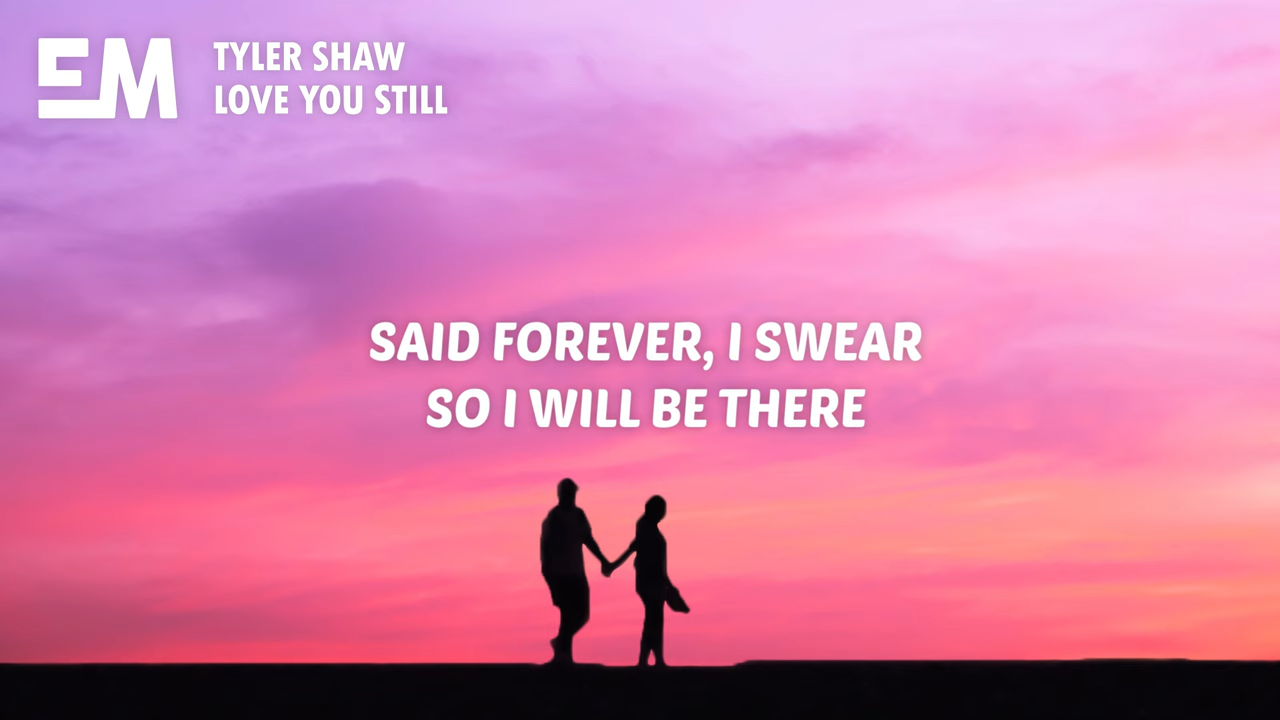 EM
TYLER SHAW
LOVE YOU STILL
SAID FOREVER, I SWEAR
SO I WILL BE THERE